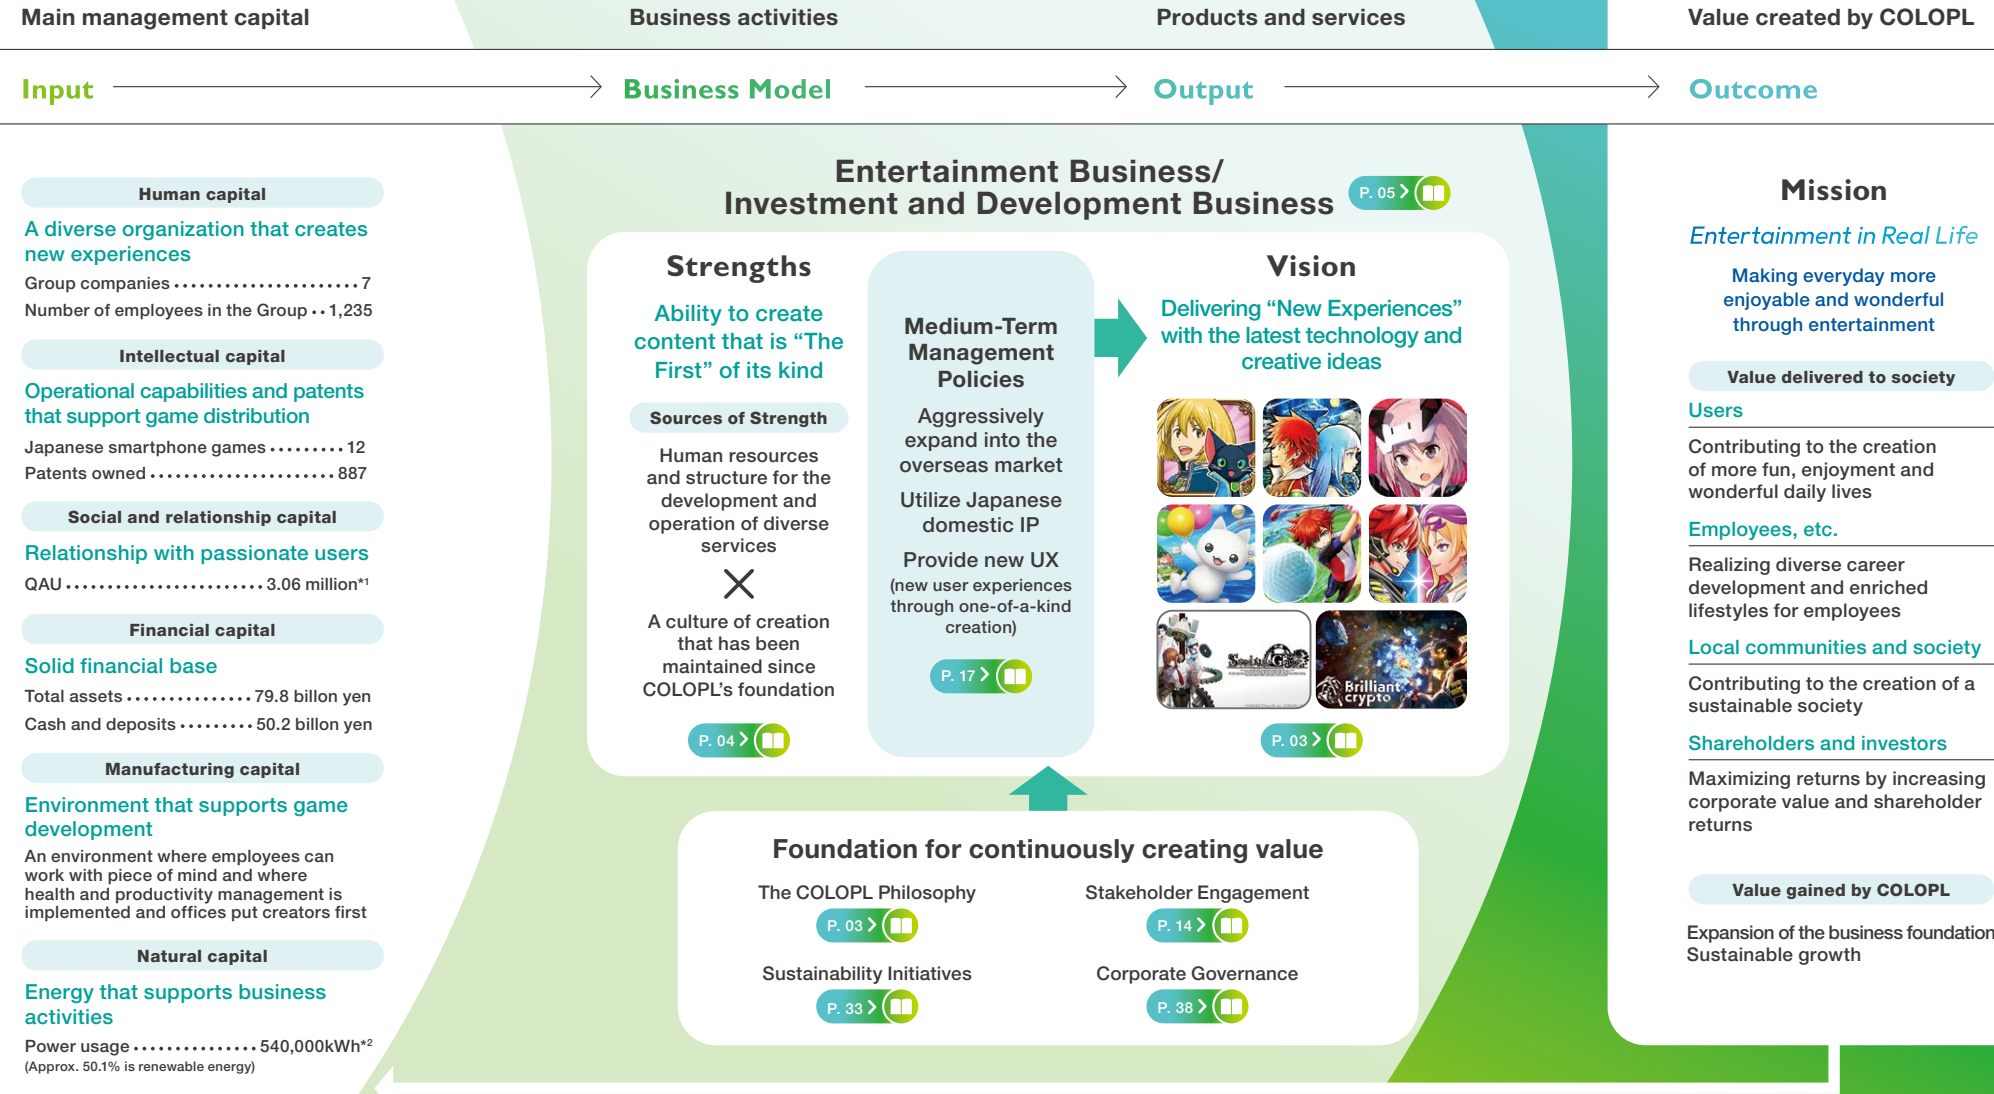 Main management capital
Business activities
Products and services
Value created by COLOPL
Input
Business Model
Output
Outcome
Human capital
A diverse organization that creates
new experiences
Group companies ······················ 7
Number of employees in the Group ·· 1,235
Intellectual capital
Operational capabilities and patents
that support game distribution
Japanese smartphone games ········· 12
Patents owned ······················ 887
Social and relationship capital
Relationship with passionate users
QAU ······················· 3.06 million*1
Financial capital
Solid financial base
Total assets ··············· 79.8 billon yen
Cash and deposits ········· 50.2 billon yen
Manufacturing capital
Environment that supports game
development
An environment where employees can
work with piece of mind and where
health and productivity management is
implemented and offices put creators first
Natural capital
Energy that supports business
activities
Power usage ··············· 540,000kWh*2
(Approx. 50.1% is renewable energy)
Entertainment Business/
Investment and Development Business
P. 05
Strengths
Ability to create
content that is “The
First” of its kind
Sources of Strength
Human resources
and structure for the
development and
operation of diverse
services
A culture of creation
that has been
maintained since
COLOPL’s foundation
P. 04
Medium-Term
Management
Policies
Aggressively
expand into the
overseas market
Utilize Japanese
domestic IP
Provide new UX
(new user experiences
through one-of-a-kind
creation)
P. 17
Vision
Delivering “New Experiences”
with the latest technology and
creative ideas
Brilliant
crypto
P. 03
Foundation for continuously creating value
The COLOPL Philosophy
P. 03
Stakeholder Engagement
P. 14
Sustainability Initiatives
P. 33
Corporate Governance
P. 38
Mission
Entertainment in Real Life
Making everyday more
enjoyable and wonderful
through entertainment
Value delivered to society
Users
Contributing to the creation
of more fun, enjoyment and
wonderful daily lives
Employees, etc.
Realizing diverse career
development and enriched
lifestyles for employees
Local communities and society
Contributing to the creation of a
sustainable society
Shareholders and investors
Maximizing returns by increasing
corporate value and shareholder
returns
Value gained by COLOPL
Expansion of the business foundation
Sustainable growth